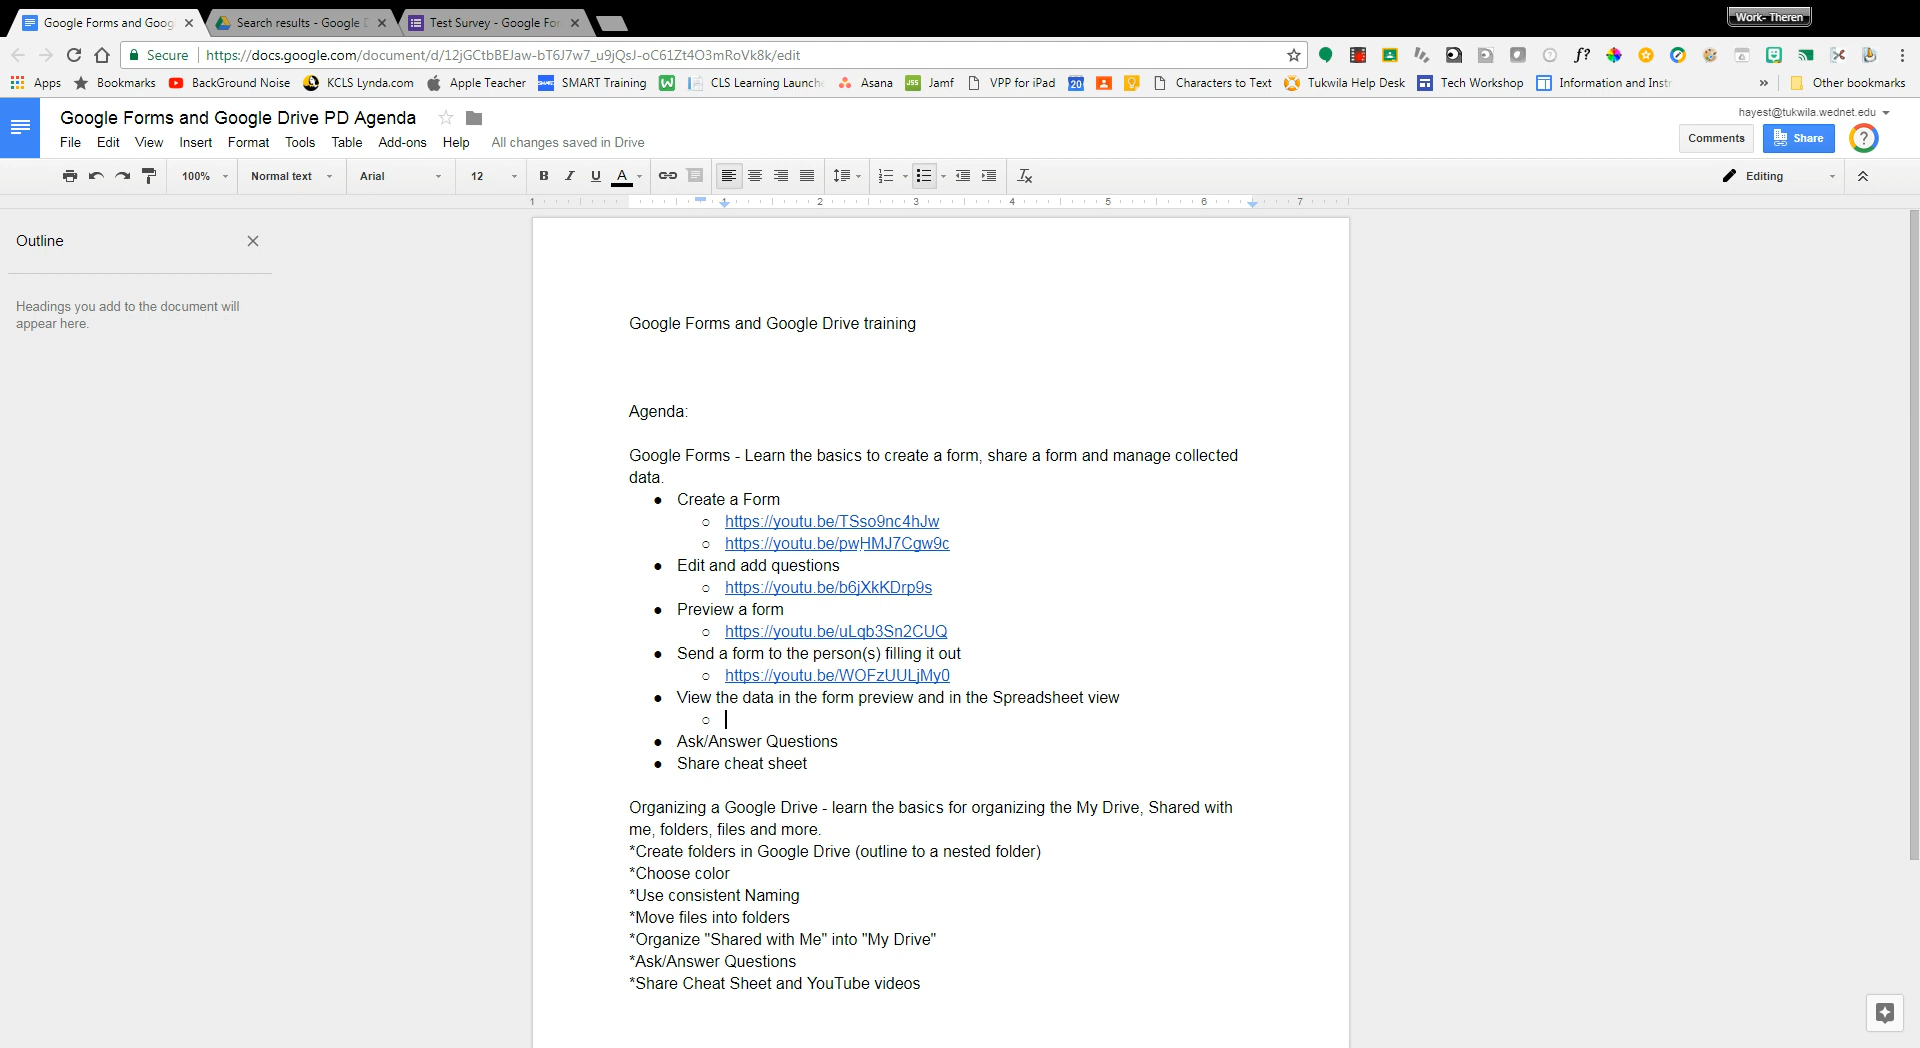 Google Forms and Goog
Search results - Google D
Test Survey - Google For
Work- Theren
Secure
https://docs.google.com/document/d/12jGCtbBEJaw-bT6J7w7_u9jQsJ-oC61Zt4O3mRoVk8k/edit
Apps
Bookmarks
BackGround Noise
KCLS Lynda.com
Apple Teacher
SMART Training
CLS Learning Launch
Asana
Jamf
VPP for iPad
Characters to Text
Tukwila Help Desk
Tech Workshop
Information and Instr
»
Other bookmarks
Google Forms and Google Drive PD Agenda
hayest@tukwila.wednet.edu
File Edit View Insert Format Tools Table Add-ons Help All changes saved in Drive
Comments
Share
100% Normal text Arial 12 B I U A
Editing
1 1 2 3 4 5 6 7
Outline
Headings you add to the document will
appear here.
Google Forms and Google Drive training
Agenda:
Google Forms - Learn the basics to create a form, share a form and manage collected
data.
● Create a Form
○ https://youtu.be/TSso9nc4hJw
○ https://youtu.be/pwHMJ7Cgw9c
● Edit and add questions
○ https://youtu.be/b6jXkKDrp9s
● Preview a form
○ https://youtu.be/uLqb3Sn2CUQ
● Send a form to the person(s) filling it out
○ https://youtu.be/WOFzUULjMy0
● View the data in the form preview and in the Spreadsheet view
○
● Ask/Answer Questions
● Share cheat sheet
Organizing a Google Drive - learn the basics for organizing the My Drive, Shared with
me, folders, files and more.
*Create folders in Google Drive (outline to a nested folder)
*Choose color
*Use consistent Naming
*Move files into folders
*Organize "Shared with Me" into "My Drive"
*Ask/Answer Questions
*Share Cheat Sheet and YouTube videos